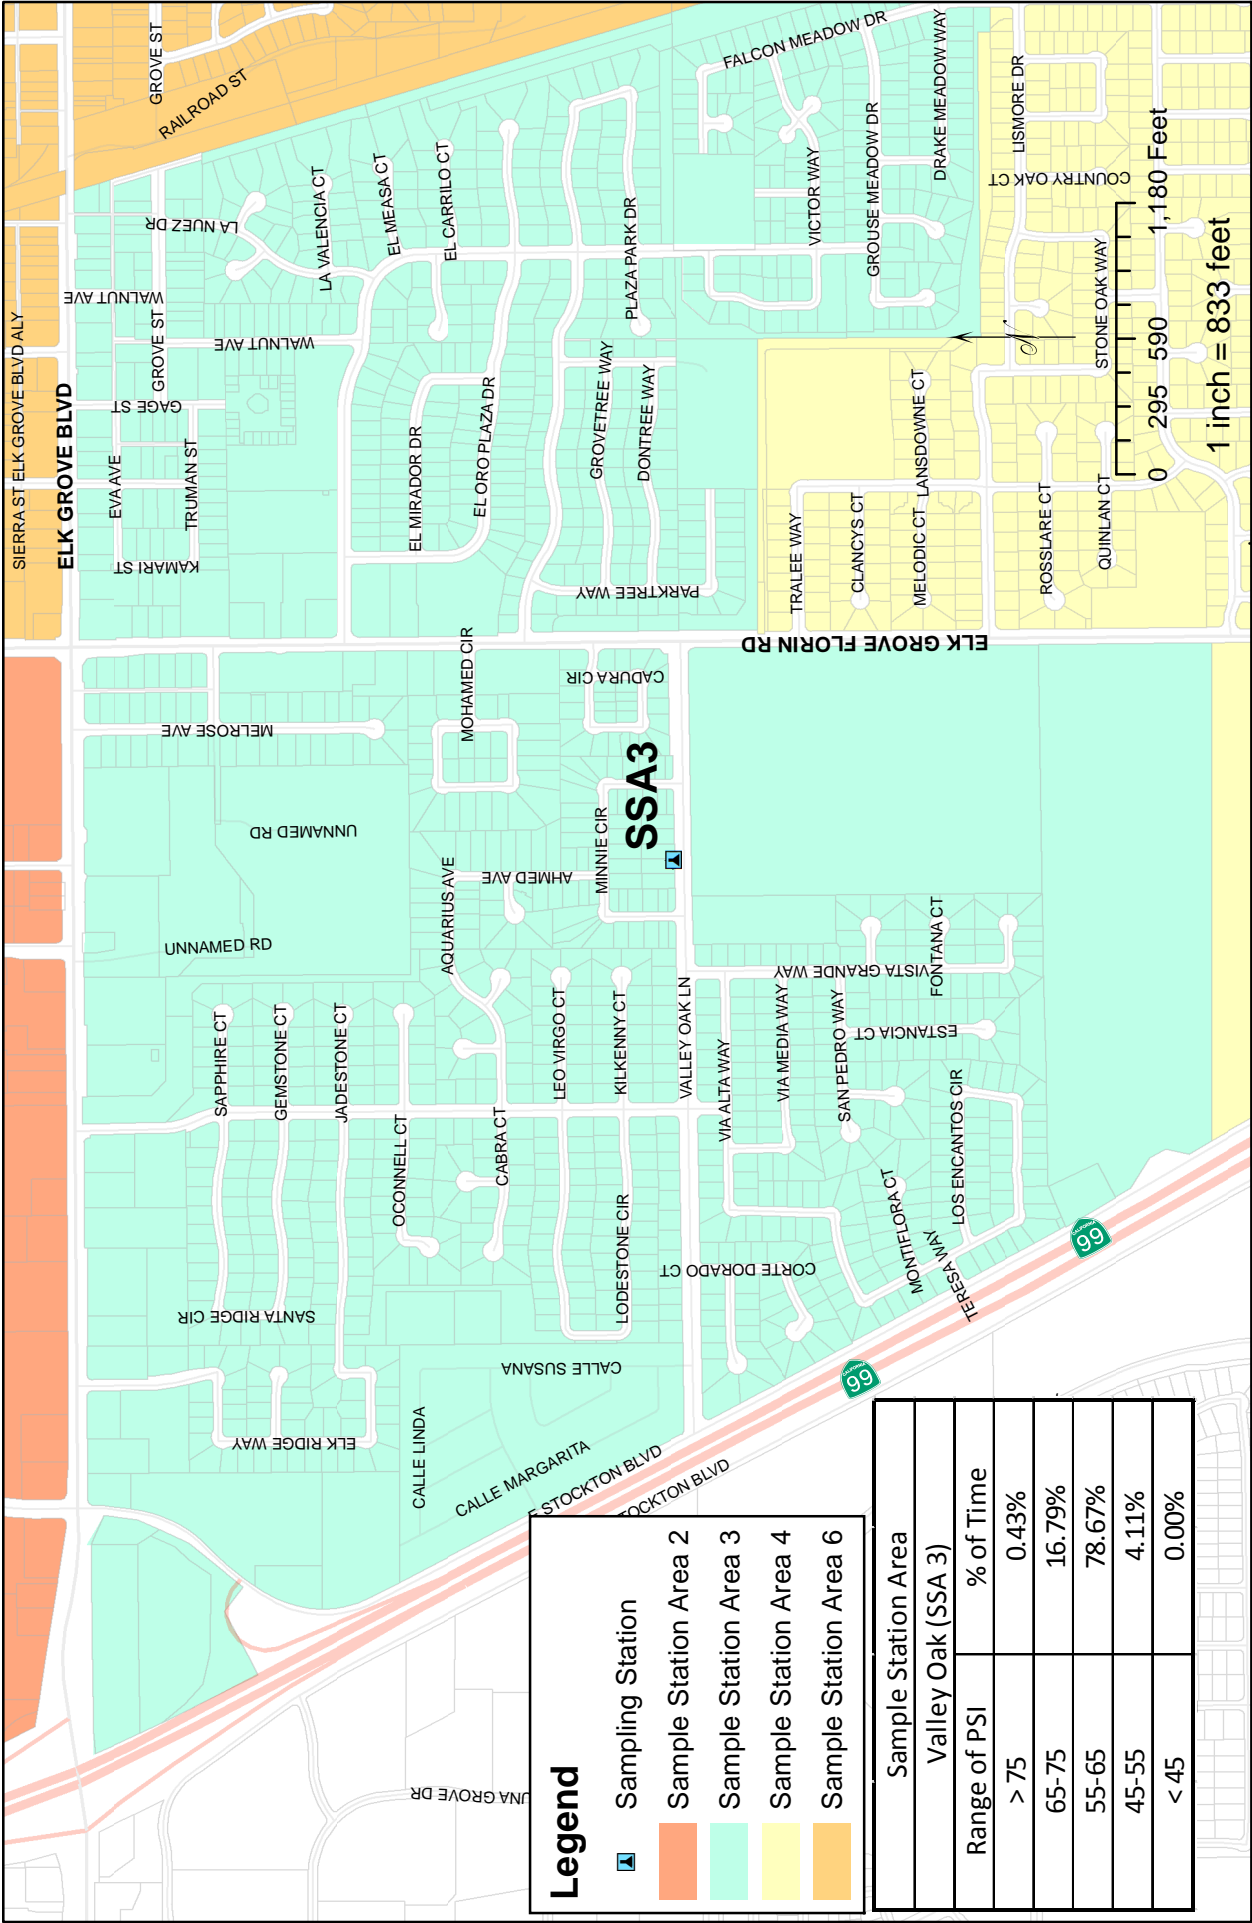 SIERRA ST ELK GROVE BLVD ALY
ELK GROVE BLVD
GROVE ST
RAILROAD ST
WALNUT AVE
LA NUEZ DR
LA VALENCIA CT
EL MEASA CT
EL CARRILO CT
FALCON MEADOW DR
DRAKE MEADOW WAY
GROUSE MEADOW DR
VICTOR WAY
PLAZA PARK DR
LISMORE DR
COUNTRY OAK CT
STONE OAK WAY
GROVE ST
WALNUT AVE
GAGE ST
EVA AVE
TRUMAN ST
KAMARI ST
EL MIRADOR DR
EL ORO PLAZA DR
GROVETREE WAY
DONTREE WAY
PARKTREE WAY
TRALEE WAY
CLANCYS CT
MELODIC CT
LANSDOWNE CT
ROSSLARE CT
QUINLAN CT
N
0 295 590 1,180 Feet
1 inch = 833 feet
ELK GROVE FLORIN RD
MELROSE AVE
MOHAMED CIR
CADURA CIR
SSA3
UNNAMED RD
UNNAMED RD
AQUARIUS AVE
AHMED AVE
MINNIE CIR
SAPPHIRE CT
GEMSTONE CT
JADESTONE CT
OCONNELL CT
CABRA CT
LEO VIRGO CT
KILKENNY CT
VALLEY OAK LN
VIA ALTA WAY
VIA MEDIA WAY
SAN PEDRO WAY
VISTA GRANDE WAY
FONTANA CT
ESTANCIA CT
LOS ENCANTOS CIR
MONTIFLORA CT
TERESA WAY
CORTE DORADO CT
LODESTONE CIR
SANTA RIDGE CIR
ELK RIDGE WAY
CALLE SUSANA
CALLE LINDA
CALLE MARGARITA
E STOCKTON BLVD
STOCKTON BLVD
CALIFORNIA
99
CALIFORNIA
99
UNA GROVE DR
Legend
Sampling Station
Sample Station Area 2
Sample Station Area 3
Sample Station Area 4
Sample Station Area 6
Sample Station Area
Valley Oak (SSA 3)
Range of PSI % of Time
>75 0.43%
65-75 16.79%
55-65 78.67%
45-55 4.11%
<45 0.00%